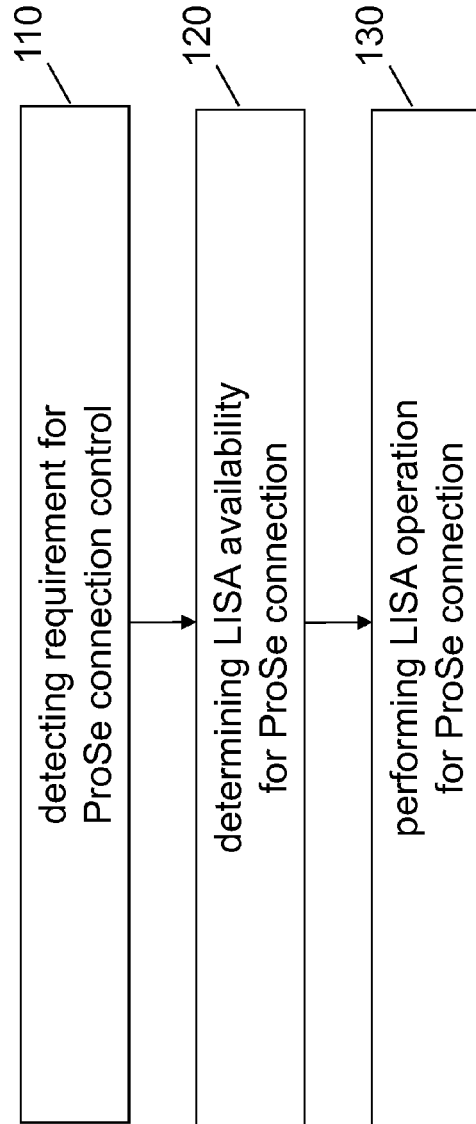 110
detecting requirement for
ProSe connection control
120
determining LISA availability
for ProSe connection
130
performing LISA operation
for ProSe connection